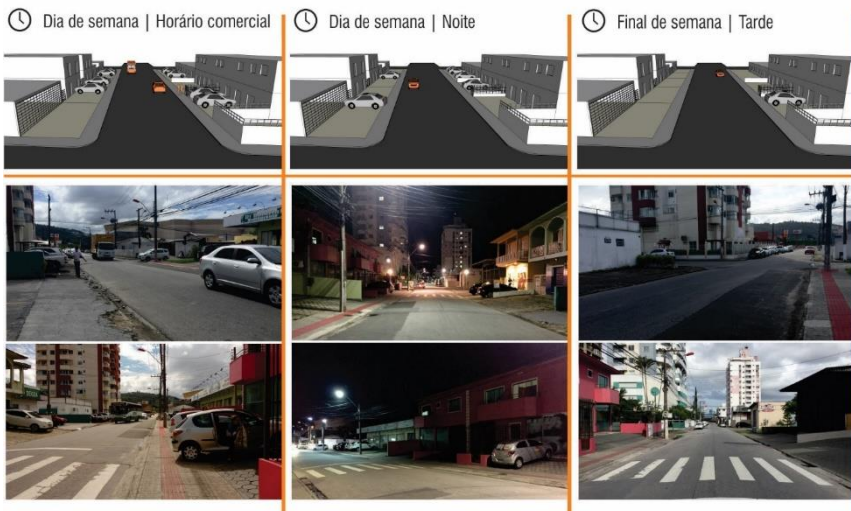 Dia de semana | Horário comercial
Dia de semana | Noite
Final de semana | Tarde